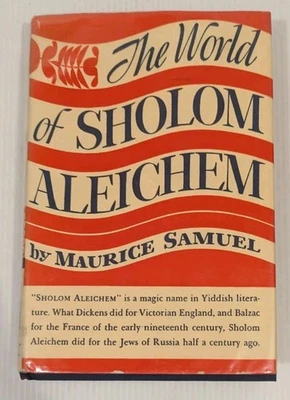 The World
of SHOLOM
ALEICHEM
by MAURICE SAMUEL
"SHOLOM ALEICHEM" is a magic name in Yiddish litera-
ture. What Dickens did for Victorian England, and Balzac
for the France of the early nineteenth century, Sholom
Aleichem did for the Jews of Russia half a century ago.